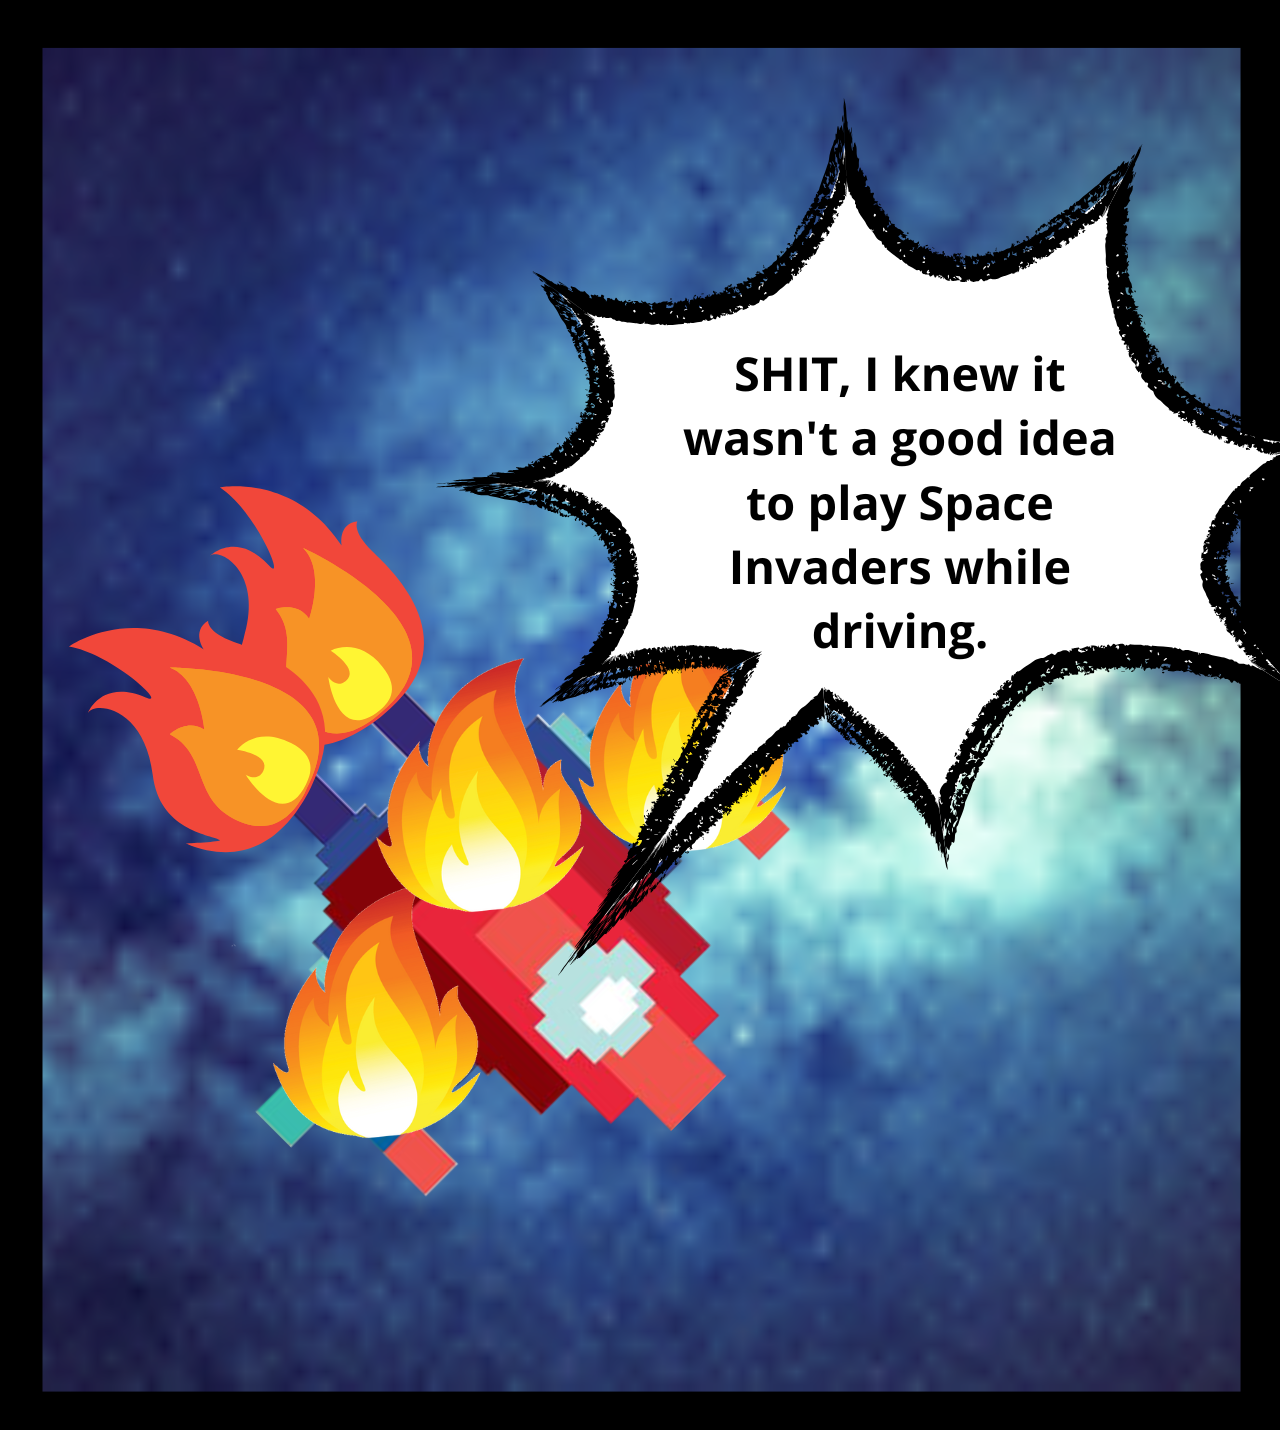 SHIT, I knew it
wasn't a good idea
to play Space
Invaders while
driving.